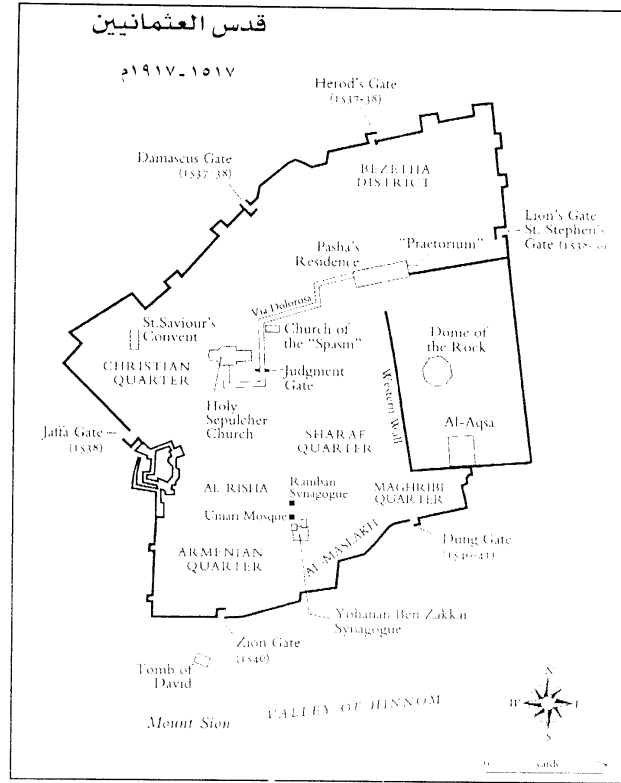 قدس العثمانيين
١٥١٧-١٩١٧م
Herod's Gate
(1537-38)
Damascus Gate
(1537-38)
BEZETHA
DISTRICT
Lion's Gate
St. Stephen's
Gate (1538-39
Pasha's
Residence
"Praetorium"
Via Dolorosa
St.Saviour's
Convent
Church of
the "Spasm"
Dome of
the Rock
CHRISTIAN
QUARTER
Judgment
Gate
Western Wall
Holy
Sepulcher
Church
Jaffa Gate
(1538)
SHARAF
QUARTER
Al-Aqsa
AL RISHA
Ramban
Synagogue
MAGHRIBI
QUARTER
Umari Mosque
AL-MASLAKH
ARMENIAN
QUARTER
Dung Gate
(1540-41)
Yohanan Ben Zakkai
Synagogue
Zion Gate
(1540)
Tomb of
David
Mount Sion
VALLEY OF HINNOM
N
W
E
S
yards